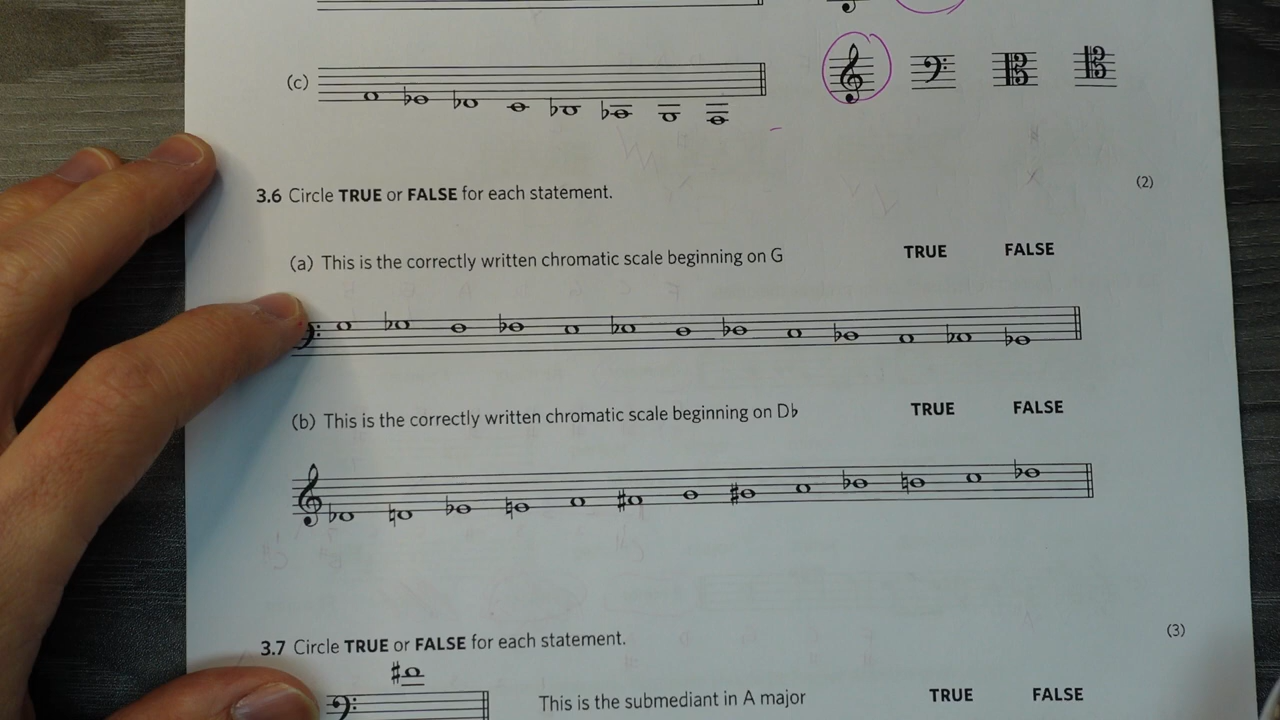 (c)
3.6 Circle TRUE or FALSE for each statement. (2)
(a) This is the correctly written chromatic scale beginning on G TRUE FALSE
(b) This is the correctly written chromatic scale beginning on D♭ TRUE FALSE
3.7 Circle TRUE or FALSE for each statement. (3)
This is the submediant in A major TRUE FALSE